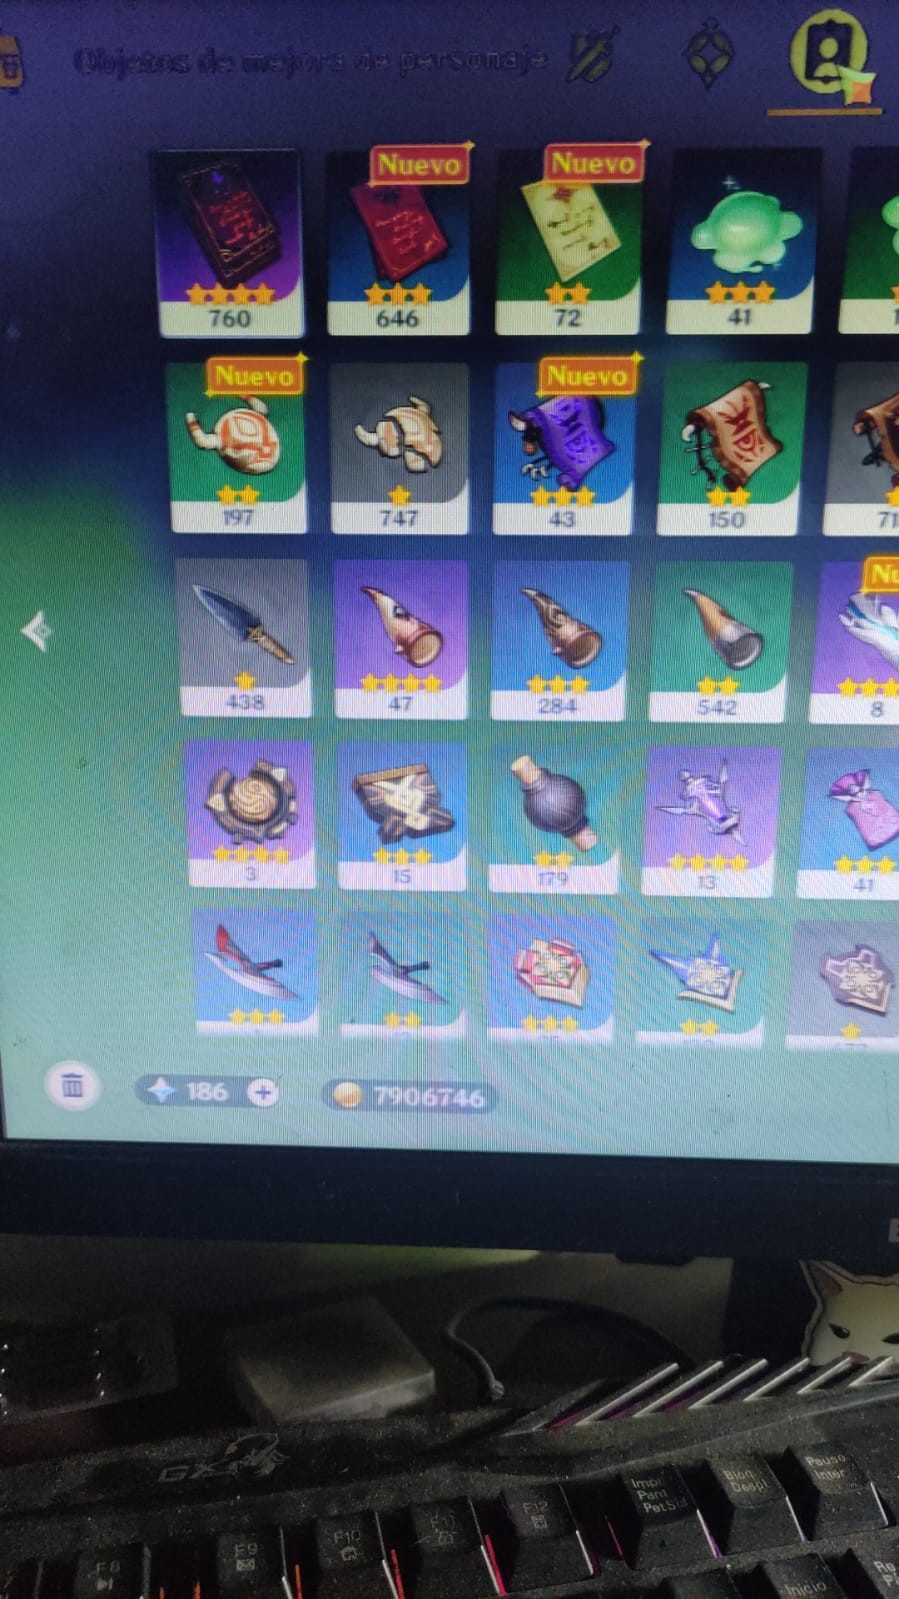 Objetos de mejora de personaje
Nuevo Nuevo
760 646 72 41
Nuevo Nuevo
197 747 43 150 71
Nu
438 47 284 542 8
3 15 179 13 41
186 + 7906746
GX
Impr Pant PetSis
Bloq Despl
Pausa Inter
F8 F9 F10 F11 F12
Inicio Re